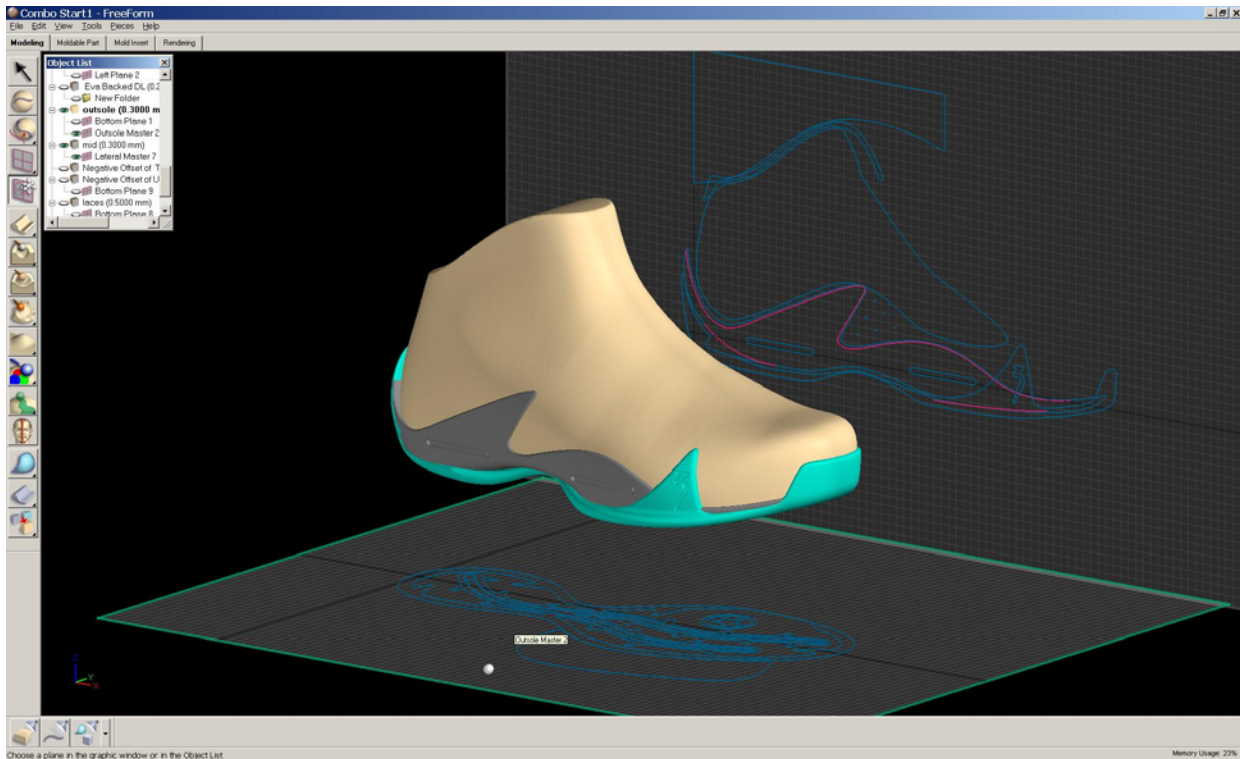 Combo Start1 - FreeForm
File Edit View Tools Pieces Help
Modeling Moldable Part Mold Insert Rendering
Object List
Left Plane 2
Eva Backed DL (0.2
New Folder
outsole (0.3000 m
Bottom Plane 1
Outsole Master 2
mid (0.3000 mm)
Lateral Master 7
Negative Offset of T
Negative Offset of U
Bottom Plane 9
laces (0.5000 mm)
Bottom Plane 8
Outsole Master 2
Z
Y
X
Choose a plane in the graphic window or in the Object List
Memory Usage: 23%